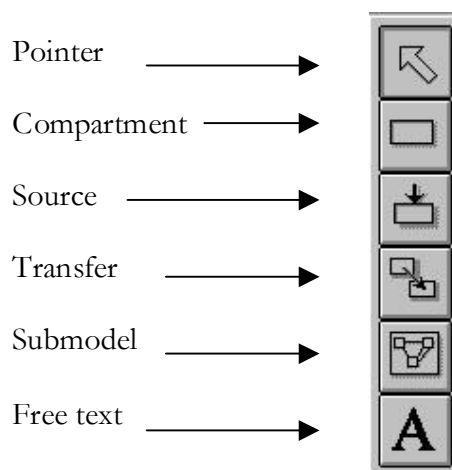 Pointer
Compartment
Source
Transfer
Submodel
Free text
A